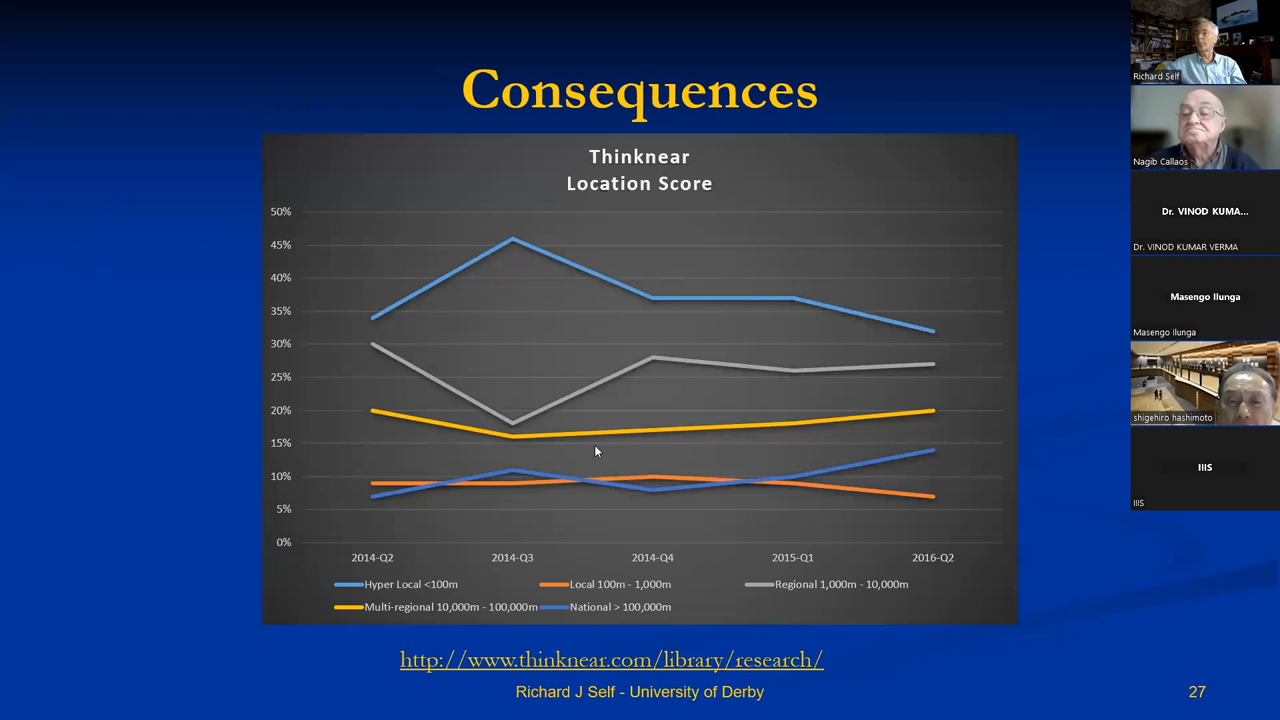 Consequences
Thinknear
Location Score
50%
45%
40%
35%
30%
25%
20%
15%
10%
5%
0%
2014-Q2 2014-Q3 2014-Q4 2015-Q1 2016-Q2
Hyper Local <100m Local 100m - 1,000m Regional 1,000m - 10,000m
Multi-regional 10,000m - 100,000m National > 100,000m
http://www.thinknear.com/library/research/
Richard J Self - University of Derby 27
Richard Self
Nagib Callaos
Dr. VINOD KUMA...
Dr. VINOD KUMAR VERMA
Masengo Ilunga
Masengo Ilunga
shigehiro hashimoto
IIIS
IIIS